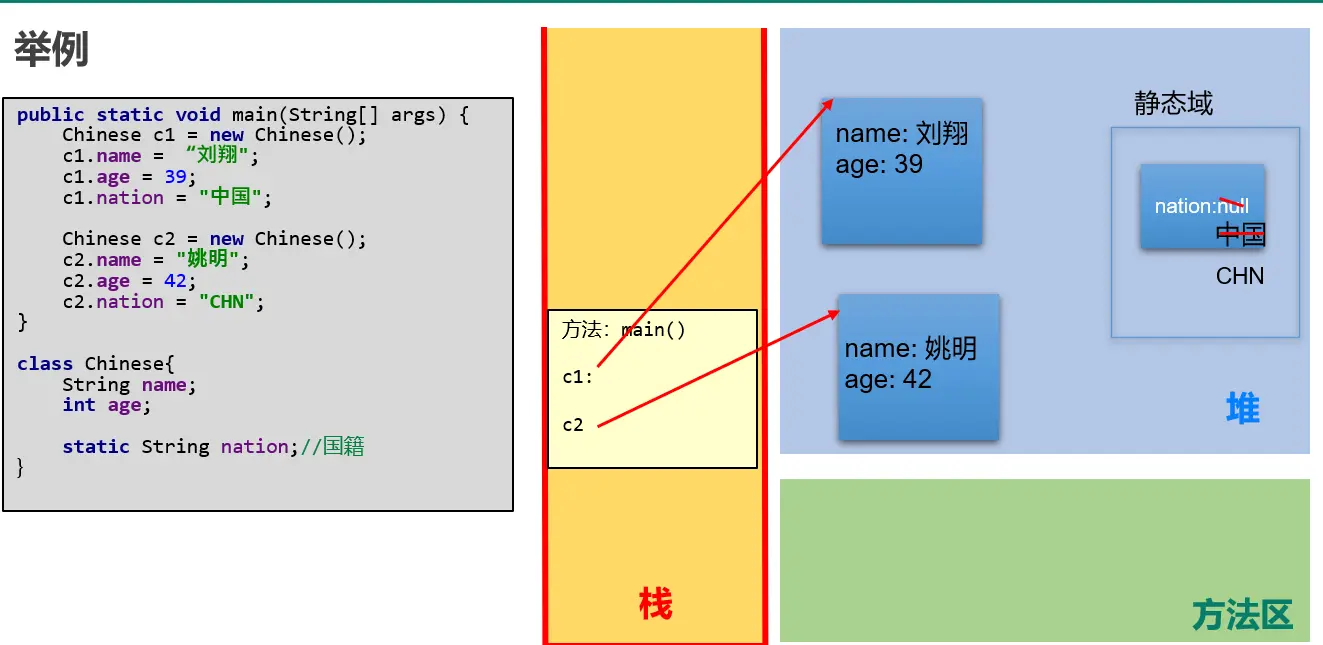 举例
public static void main(String[] args) {
    Chinese c1 = new Chinese();
    c1.name = “刘翔";
    c1.age = 39;
    c1.nation = "中国";

    Chinese c2 = new Chinese();
    c2.name = "姚明";
    c2.age = 42;
    c2.nation = "CHN";
}

class Chinese{
    String name;
    int age;

    static String nation;//国籍
}
方法：main()
c1:
c2
栈
name: 刘翔
age: 39
name: 姚明
age: 42
静态域
nation:null
中国
CHN
堆
方法区